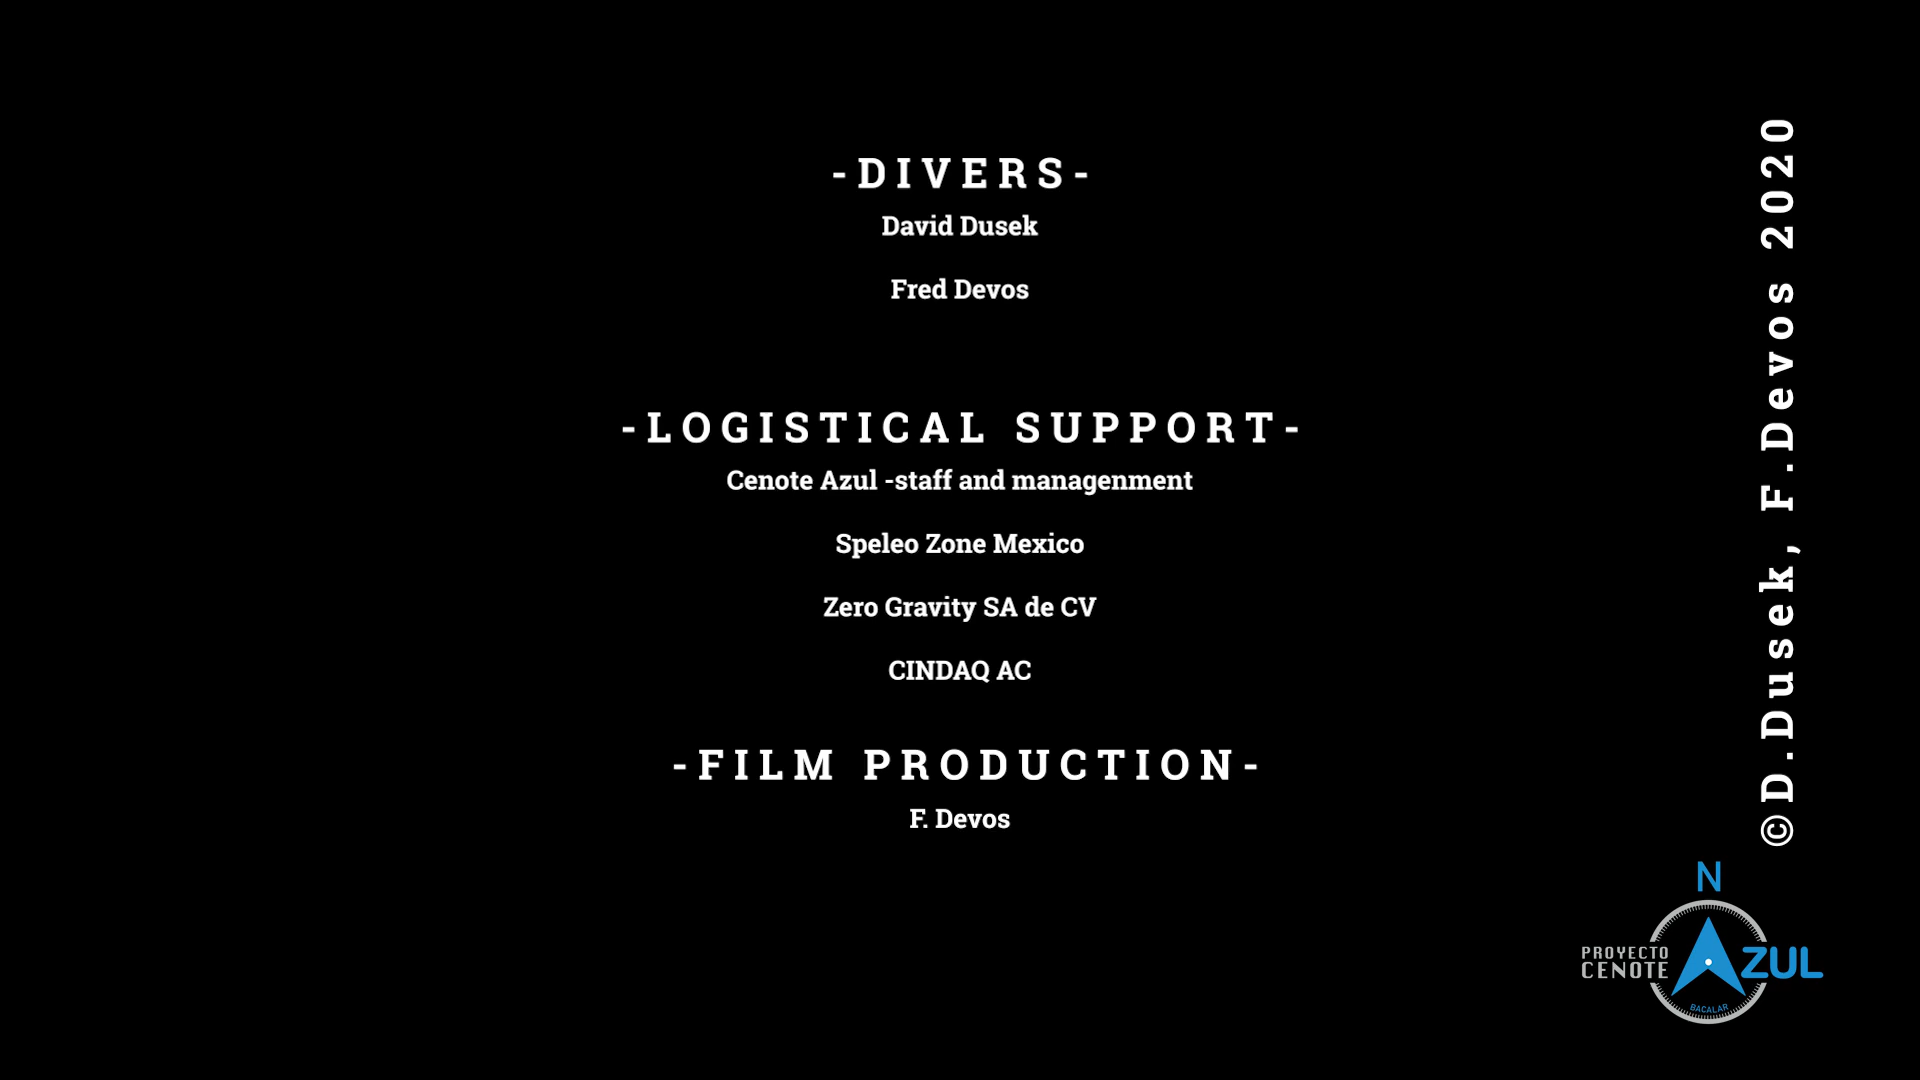 -DIVERS-
David Dusek
Fred Devos
-LOGISTICAL SUPPORT-
Cenote Azul -staff and managenment
Speleo Zone Mexico
Zero Gravity SA de CV
CINDAQ AC
-FILM PRODUCTION-
F. Devos
©D.Dusek, F.Devos 2020
N
PROYECTO
CENOTE AZUL
BACALAR